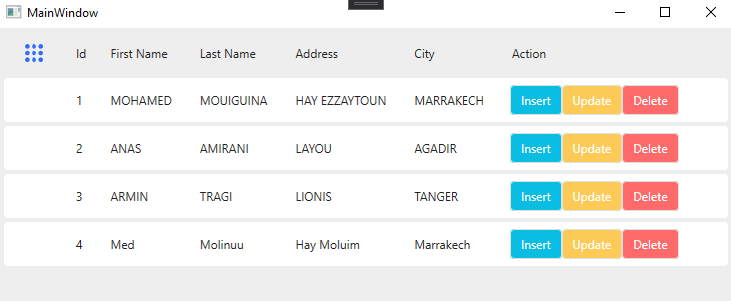 MainWindow
Id First Name Last Name Address City Action
1 MOHAMED MOUIGUINA HAY EZZAYTOUN MARRAKECH Insert Update Delete
2 ANAS AMIRANI LAYOU AGADIR Insert Update Delete
3 ARMIN TRAGI LIONIS TANGER Insert Update Delete
4 Med Molinuu Hay Moluim Marrakech Insert Update Delete